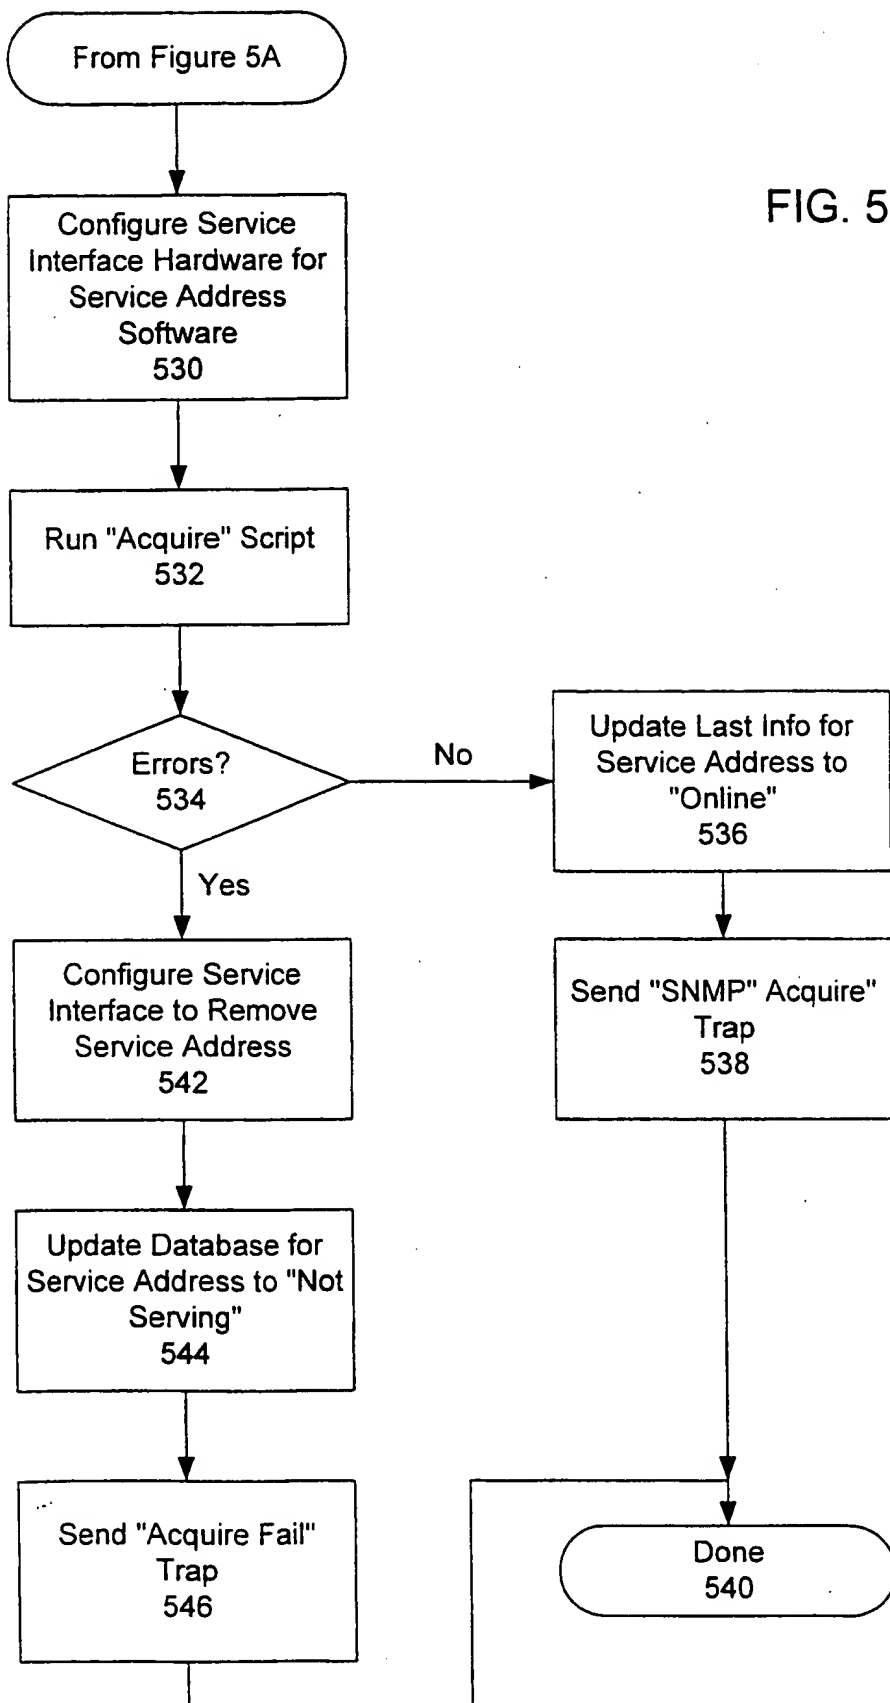 From Figure 5A
FIG. 5
Configure Service
Interface Hardware for
Service Address
Software
530
Run "Acquire" Script
532
Errors?
534
No
Yes
Update Last Info for
Service Address to
"Online"
536
Configure Service
Interface to Remove
Service Address
542
Send "SNMP" Acquire"
Trap
538
Update Database for
Service Address to "Not
Serving"
544
Send "Acquire Fail"
Trap
546
Done
540